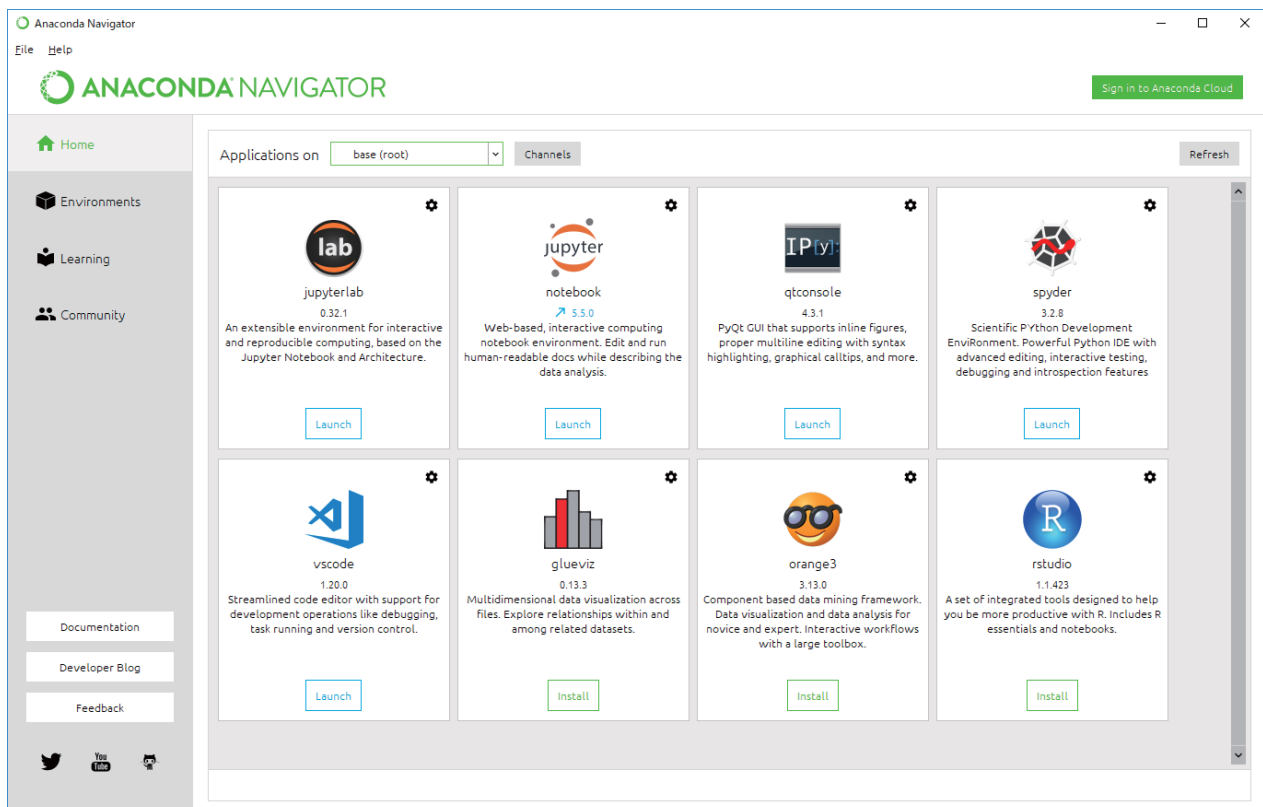 Anaconda Navigator
File Help
ANACONDA NAVIGATOR
Sign in to Anaconda Cloud
Home
Environments
Learning
Community
Documentation
Developer Blog
Feedback
You
Tube
Applications on base (root) Channels Refresh
lab
jupyterlab
0.32.1
An extensible environment for interactive
and reproducible computing, based on the
Jupyter Notebook and Architecture.
Launch
jupyter
notebook
5.5.0
Web-based, interactive computing
notebook environment. Edit and run
human-readable docs while describing the
data analysis.
Launch
IP[y]:
qtconsole
4.3.1
PyQt GUI that supports inline figures,
proper multiline editing with syntax
highlighting, graphical calltips, and more.
Launch
spyder
3.2.8
Scientific PYthon Development
EnviRonment. Powerful Python IDE with
advanced editing, interactive testing,
debugging and introspection features
Launch
vscode
1.20.0
Streamlined code editor with support for
development operations like debugging,
task running and version control.
Launch
glueviz
0.13.3
Multidimensional data visualization across
files. Explore relationships within and
among related datasets.
Install
orange3
3.13.0
Component based data mining framework.
Data visualization and data analysis for
novice and expert. Interactive workflows
with a large toolbox.
Install
R
rstudio
1.1.423
A set of integrated tools designed to help
you be more productive with R. Includes R
essentials and notebooks.
Install